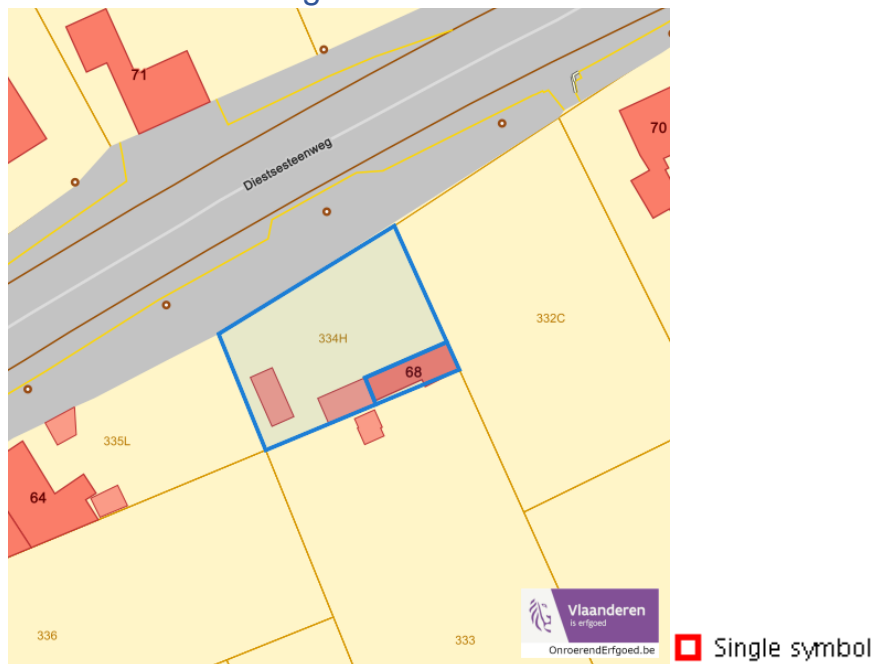 71
70
Diestsesteenweg
334H
332C
68
335L
64
336
333
Vlaanderen
is erfgoed
OnroerendErfgoed.be
Single symbol